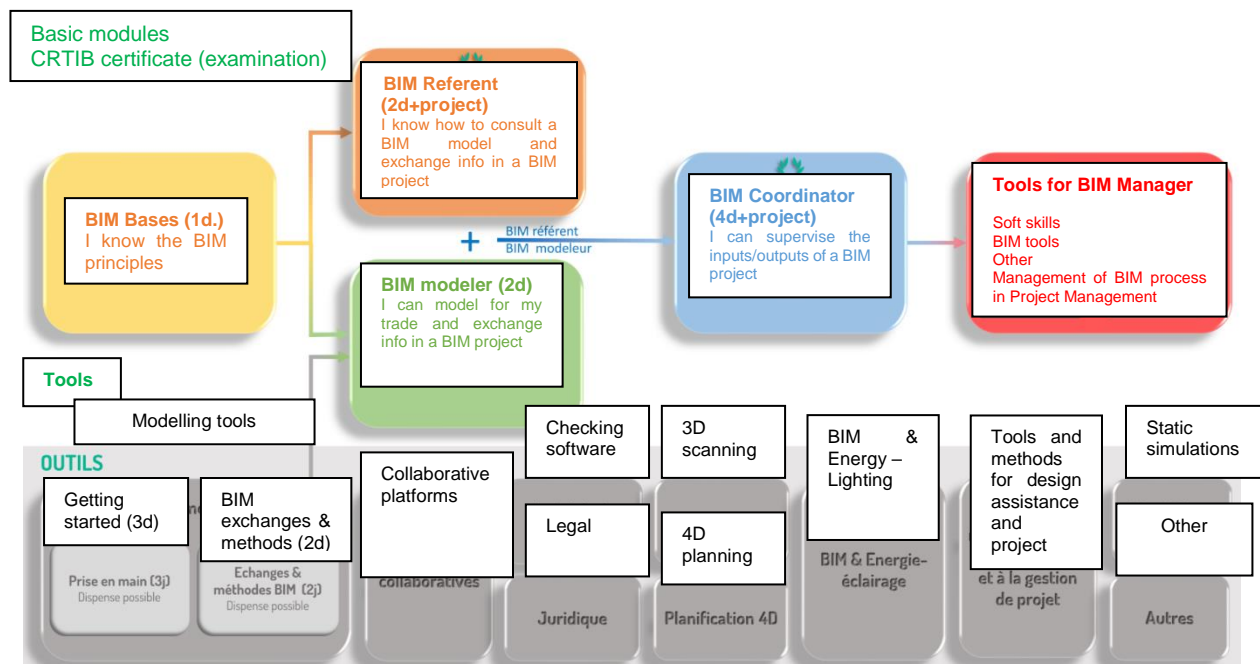 Basic modules
CRTIB certificate (examination)
BIM Referent
(2d+project)
I know how to consult a
BIM model and
exchange info in a BIM
project
BIM Bases (1d.)
I know the BIM
principles
+
BIM référent
BIM modeleur
BIM modeler (2d)
I can model for my
trade and exchange
info in a BIM project
BIM Coordinator
(4d+project)
I can supervise the
inputs/outputs of a BIM
project
Tools for BIM Manager
Soft skills
BIM tools
Other
Management of BIM process
in Project Management
Tools
Modelling tools
OUTILS
Getting
started (3d)
Prise en main (3j)
Dispense possible
BIM
exchanges &
methods (2d)
Echanges &
méthodes BIM (2j)
Dispense possible
Collaborative
platforms
collaboratives
Checking
software
Legal
Juridique
3D
scanning
4D
planning
Planification 4D
BIM &
Energy –
Lighting
BIM & Energie-
éclairage
Tools and
methods
for design
assistance
and
project
et à la gestion
de projet
Static
simulations
Other
Autres